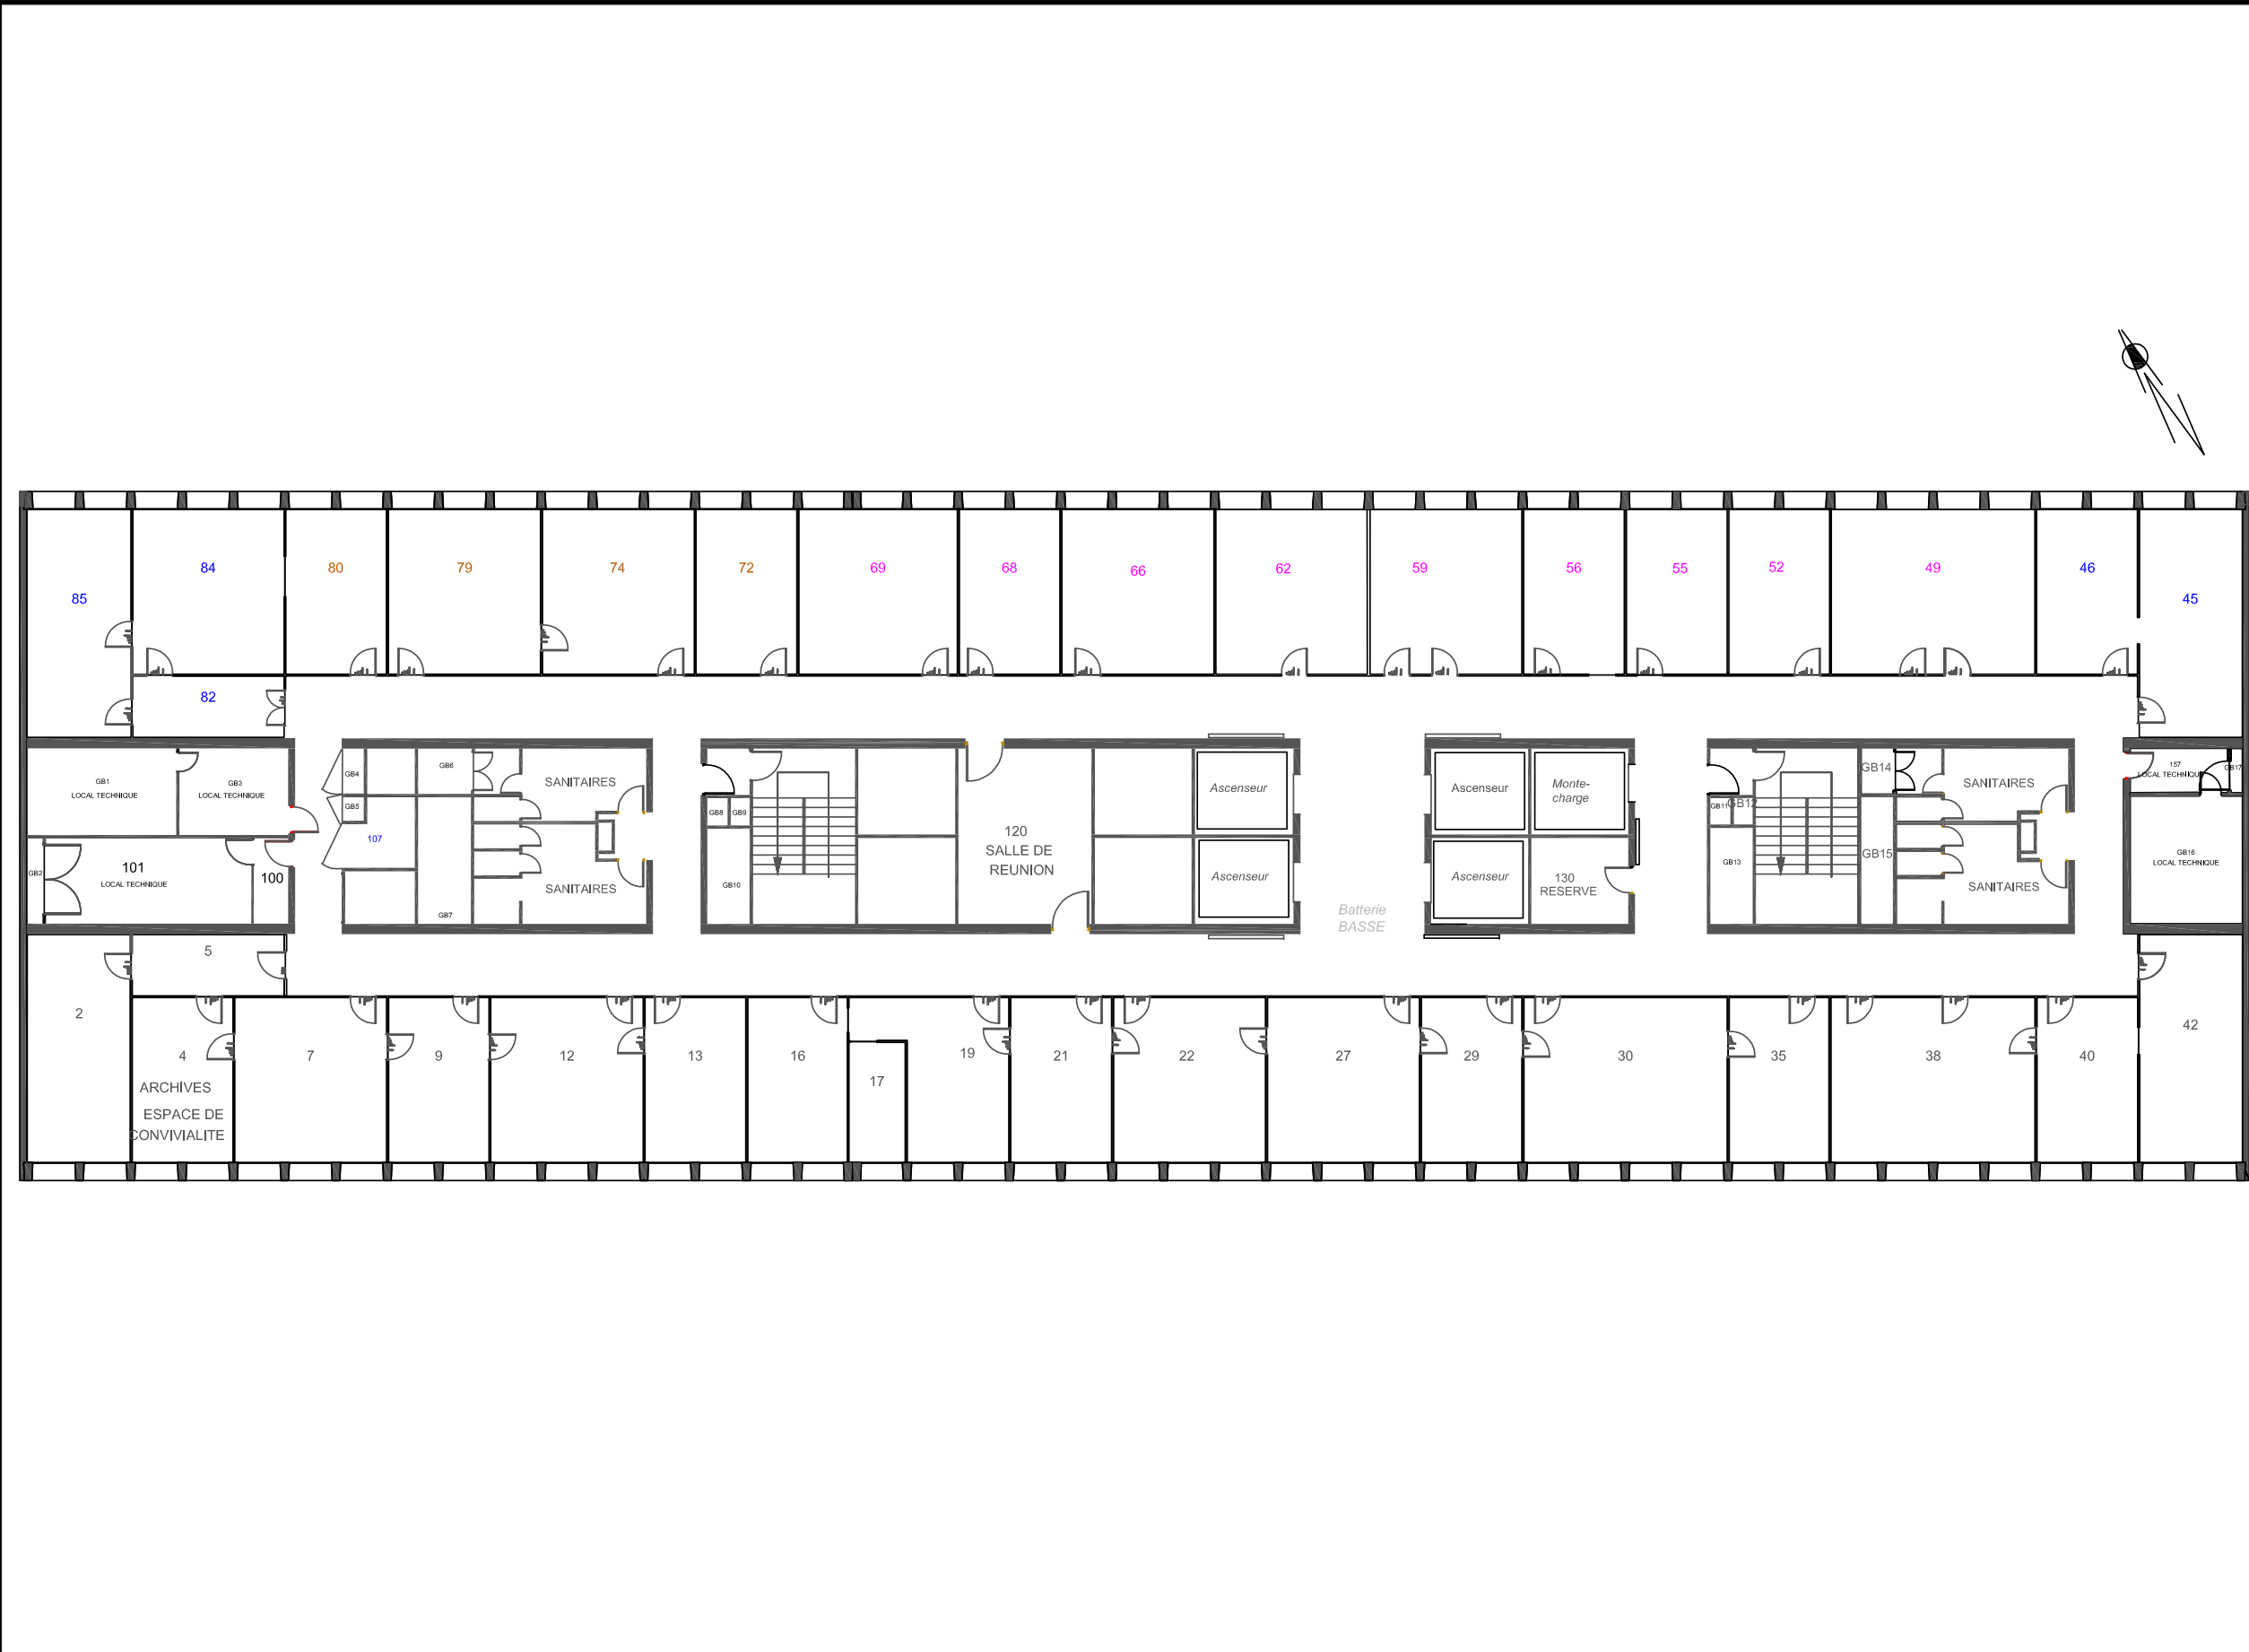 84
80
79
74
72
69
68
66
62
59
56
55
52
49
46
85
45
82
GB1
LOCAL TECHNIQUE
GB3
LOCAL TECHNIQUE
GB4
GB5
GB6
107
SANITAIRES
GB8
GB9
120
SALLE DE
REUNION
Ascenseur
Ascenseur
Monte-
charge
GB11
GB12
GB14
SANITAIRES
157
LOCAL TECHNIQUE
GB17
GB2
101
LOCAL TECHNIQUE
100
GB7
SANITAIRES
GB10
Ascenseur
Batterie
BASSE
Ascenseur
130
RESERVE
GB13
GB15
SANITAIRES
GB16
LOCAL TECHNIQUE
5
2
4
ARCHIVES
ESPACE DE
CONVIVIALITE
7
9
12
13
16
17
19
21
22
27
29
30
35
38
40
42